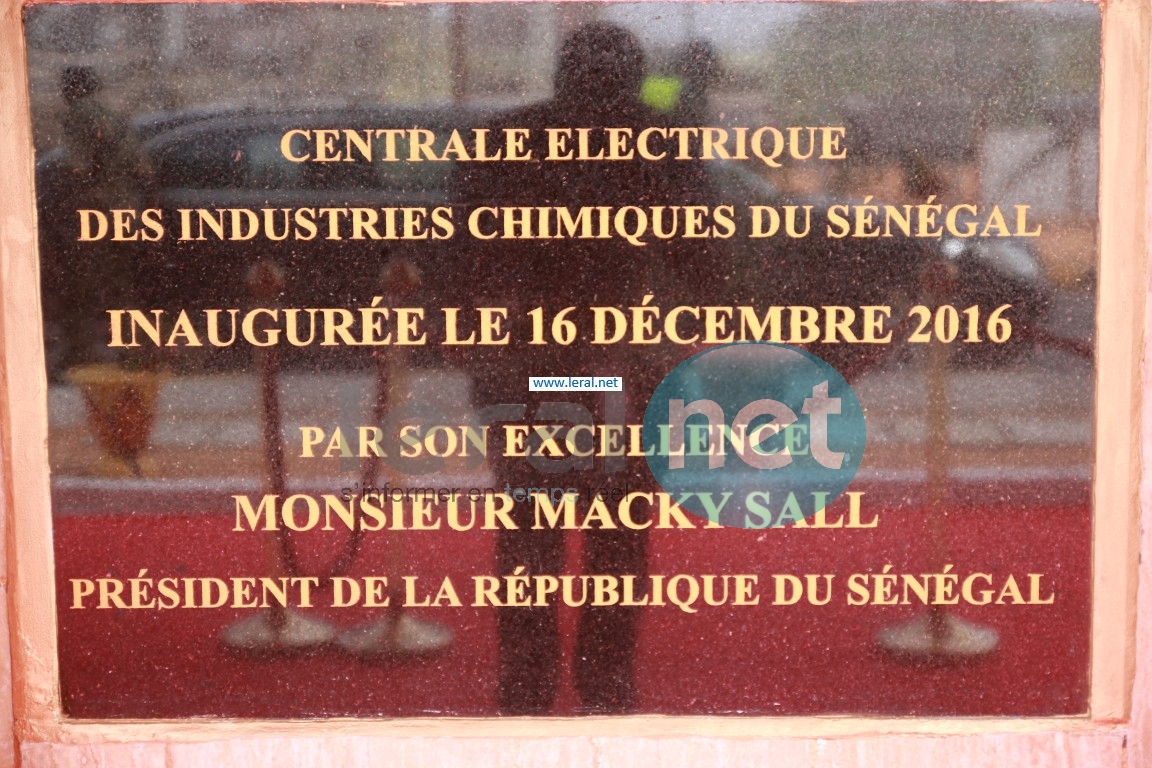 CENTRALE ELECTRIQUE
DES INDUSTRIES CHIMIQUES DU SÉNÉGAL
INAUGURÉE LE 16 DÉCEMBRE 2016
www.leral.net
leral net
PAR SON EXCELLENCE
s'informer en temps reel
MONSIEUR MACKY SALL
PRÉSIDENT DE LA RÉPUBLIQUE DU SÉNÉGAL